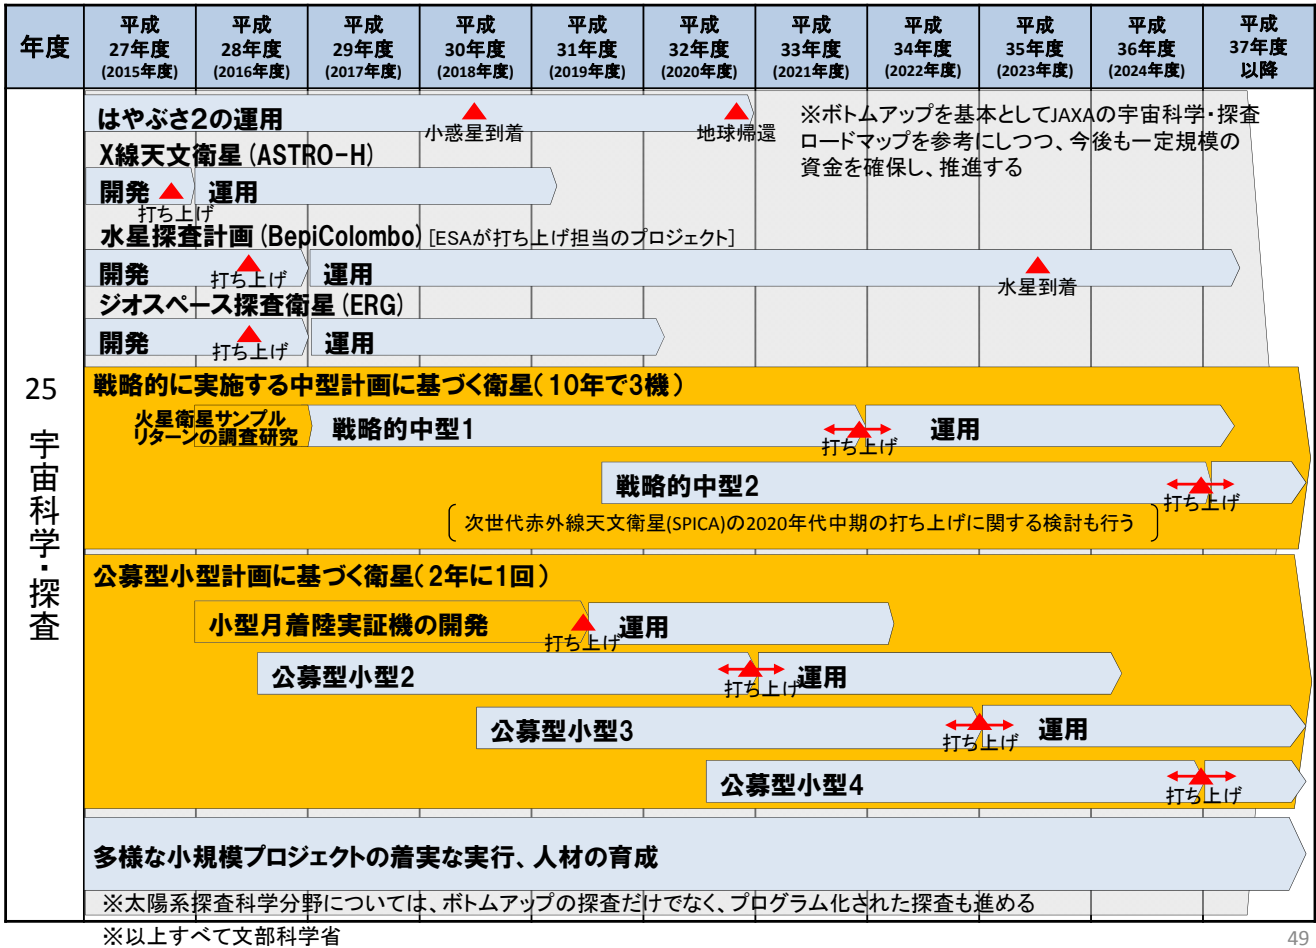 年度
平成
27年度
(2015年度)
平成
28年度
(2016年度)
平成
29年度
(2017年度)
平成
30年度
(2018年度)
平成
31年度
(2019年度)
平成
32年度
(2020年度)
平成
33年度
(2021年度)
平成
34年度
(2022年度)
平成
35年度
(2023年度)
平成
36年度
(2024年度)
平成
37年度
以降
25
宇宙科学・探査
はやぶさ2の運用
小惑星到着
地球帰還
※ボトムアップを基本としてJAXAの宇宙科学・探査
ロードマップを参考にしつつ、今後も一定規模の
資金を確保し、推進する
X線天文衛星(ASTRO-H)
開発
運用
打ち上げ
水星探査計画(BepiColombo)[ESAが打ち上げ担当のプロジェクト]
開発
打ち上げ
運用
水星到着
ジオスペース探査衛星(ERG)
開発
打ち上げ
運用
戦略的に実施する中型計画に基づく衛星(10年で3機)
火星衛星サンプル
リターンの調査研究
戦略的中型1
打ち上げ
運用
戦略的中型2
打ち上げ
次世代赤外線天文衛星(SPICA)の2020年代中期の打ち上げに関する検討も行う
公募型小型計画に基づく衛星(2年に1回)
小型月着陸実証機の開発
打ち上げ
運用
公募型小型2
打ち上げ
運用
公募型小型3
打ち上げ
運用
公募型小型4
打ち上げ
多様な小規模プロジェクトの着実な実行、人材の育成
※太陽系探査科学分野については、ボトムアップの探査だけでなく、プログラム化された探査も進める
※以上すべて文部科学省
49